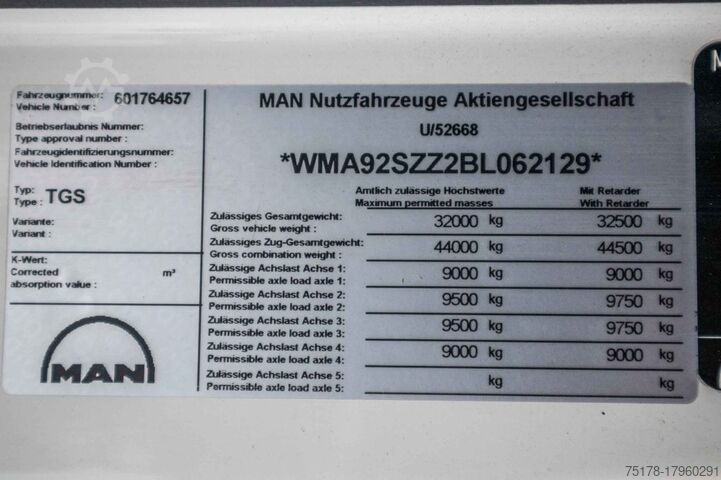 Fahrzeugnummer: 601764657
Vehicle Number :
Betriebserlaubnis Nummer:
Type approval number :
Fahrzeugidentifizierungsnummer:
Vehicle Identification Number :
Typ:
Type : TGS
Variante:
Variant :
K-Wert:
Corrected m³
absorption value :
MAN
MAN Nutzfahrzeuge Aktiengesellschaft
U/52668
*WMA92SZZ2BL062129*
Amtlich zulässige Höchstwerte Mit Retarder
Maximum permitted masses With Retarder
Zulässiges Gesamtgewicht:
Gross vehicle weight : 32000 kg 32500 kg
Zulässiges Zug-Gesamtgewicht:
Gross combination weight : 44000 kg 44500 kg
Zulässige Achslast Achse 1:
Permissible axle load axle 1: 9000 kg 9000 kg
Zulässige Achslast Achse 2:
Permissible axle load axle 2: 9500 kg 9750 kg
Zulässige Achslast Achse 3:
Permissible axle load axle 3: 9500 kg 9750 kg
Zulässige Achslast Achse 4:
Permissible axle load axle 4: 9000 kg 9000 kg
Zulässige Achslast Achse 5:
Permissible axle load axle 5: kg kg
75178-17960291